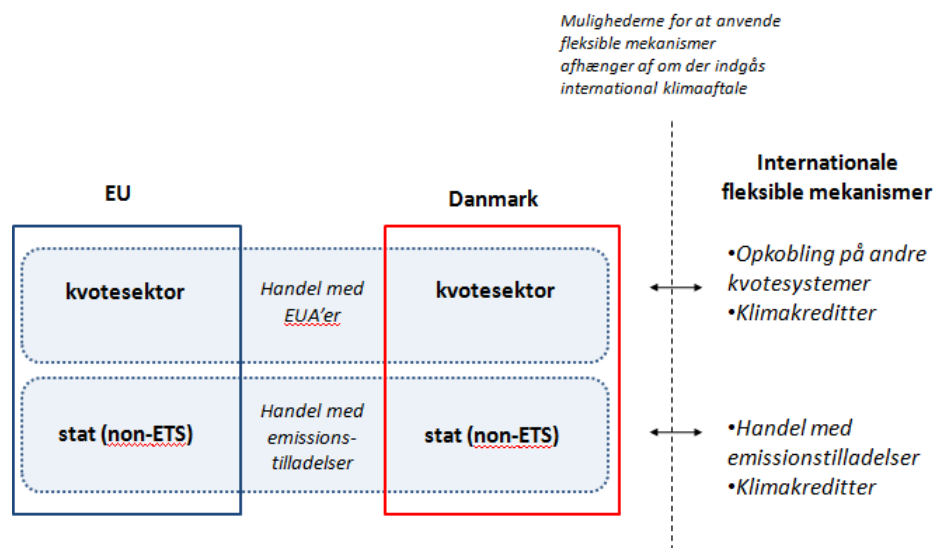 Mulighederne for at anvende
fleksible mekanismer
afhænger af om der indgås
international klimaaftale
EU
Danmark
Internationale
fleksible mekanismer
kvotesektor
Handel med
EUA'er
kvotesektor
•Opkobling på andre
kvotesystemer
•Klimakreditter
stat (non-ETS)
Handel med
emissions-
tilladelser
stat (non-ETS)
•Handel med
emissionstilladelser
•Klimakreditter